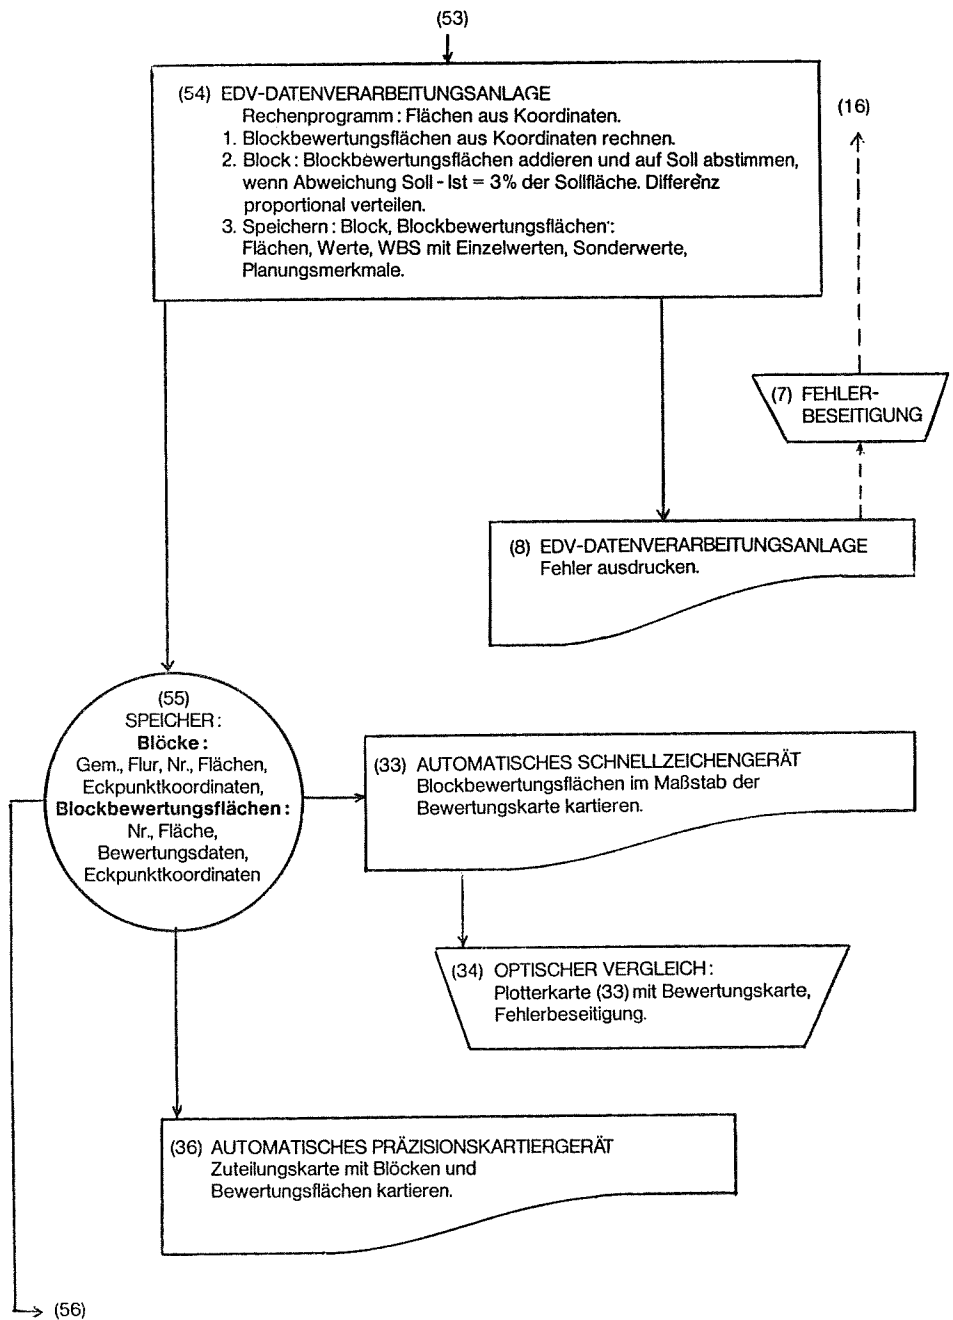 (53)
(54) EDV-DATENVERARBEITUNGSANLAGE
Rechenprogramm : Flächen aus Koordinaten.
1. Blockbewertungsflächen aus Koordinaten rechnen.
2. Block : Blockbewertungsflächen addieren und auf Soll abstimmen,
wenn Abweichung Soll - Ist = 3% der Sollfläche. Differenz
proportional verteilen.
3. Speichern : Block, Blockbewertungsflächen :
Flächen, Werte, WBS mit Einzelwerten, Sonderwerte,
Planungsmerkmale.
(16)
(7) FEHLER-
BESEITIGUNG
(8) EDV-DATENVERARBEITUNGSANLAGE
Fehler ausdrucken.
(55)
SPEICHER :
Blöcke :
Gem., Flur, Nr., Flächen,
Eckpunktkoordinaten,
Blockbewertungsflächen :
Nr., Fläche,
Bewertungsdaten,
Eckpunktkoordinaten
(33) AUTOMATISCHES SCHNELLZEICHENGERÄT
Blockbewertungsflächen im Maßstab der
Bewertungskarte kartieren.
(34) OPTISCHER VERGLEICH :
Plotterkarte (33) mit Bewertungskarte,
Fehlerbeseitigung.
(36) AUTOMATISCHES PRÄZISIONSKARTIERGERÄT
Zuteilungskarte mit Blöcken und
Bewertungsflächen kartieren.
(56)